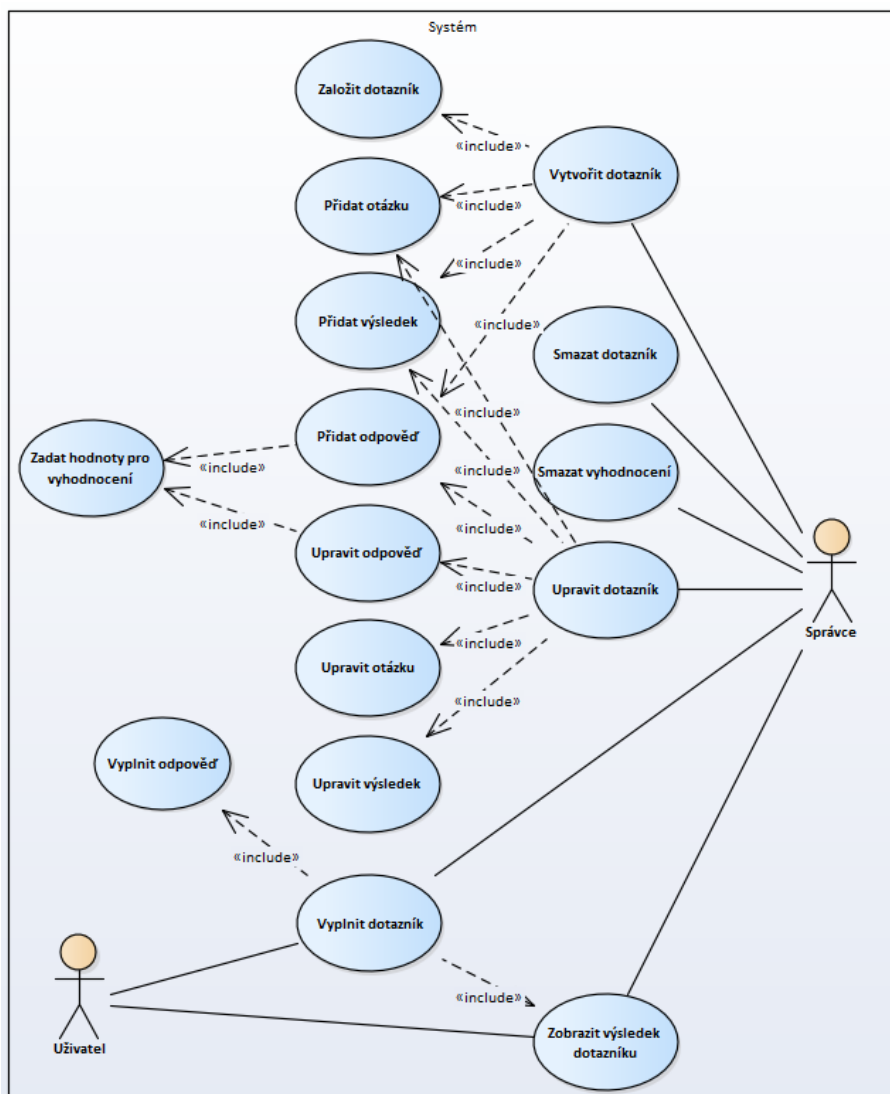 Systém
Založit dotazník
«include»
Vytvořit dotazník
Přidat otázku
«include»
«include»
Přidat výsledek
«include»
Smazat dotazník
«include»
Přidat odpověď
Zadat hodnoty pro
vyhodnocení
«include»
Smazat vyhodnocení
«include»
«include»
Upravit odpověď
«include»
Upravit dotazník
Správce
Upravit otázku
«include»
«include»
Vyplnit odpověď
Upravit výsledek
«include»
Vyplnit dotazník
«include»
Uživatel
Zobrazit výsledek
dotazníku